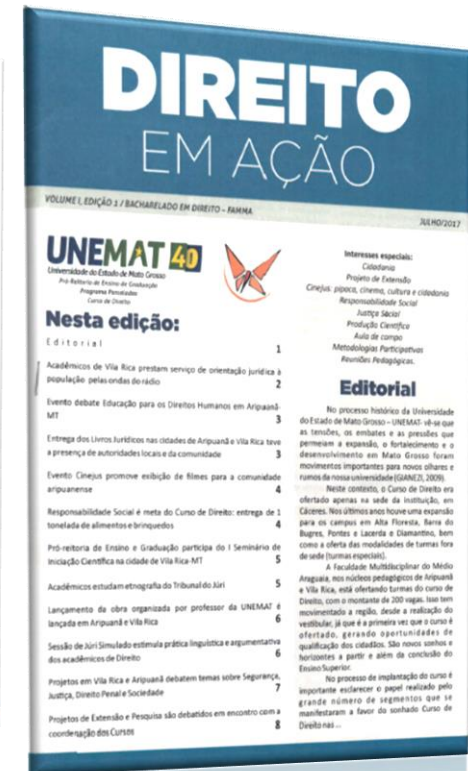 DIREITO
EM AÇÃO
VOLUME I, EDIÇÃO 1 / BACHARELADO EM DIREITO – FAMMA
JULHO/2017
UNEMAT 40
Universidade do Estado de Mato Grosso
Pró-Reitoria de Ensino de Graduação
Programa Parceladas
Curso de Direito
Nesta edição:
Editorial 1
Acadêmicos de Vila Rica prestam serviço de orientação jurídica à
população pelas ondas do rádio 2
Evento debate Educação para os Direitos Humanos em Aripuanã-
MT 3
Entrega dos Livros Jurídicos nas cidades de Aripuanã e Vila Rica teve
a presença de autoridades locais e da comunidade 3
Evento Cinejus promove exibição de filmes para a comunidade
aripuanense 4
Responsabilidade Social é meta do Curso de Direito: entrega de 1
tonelada de alimentos e brinquedos 4
Pró-reitoria de Ensino e Graduação participa do I Seminário de
Iniciação Científica na cidade de Vila Rica-MT 5
Acadêmicos estudam etnografia do Tribunal do Júri 5
Lançamento da obra organizada por professor da UNEMAT é
lançada em Aripuanã e Vila Rica 6
Sessão de Júri Simulado estimula prática linguística e argumentativa
dos acadêmicos de Direito 6
Projetos em Vila Rica e Aripuanã debatem temas sobre Segurança,
Justiça, Direito Penal e Sociedade 7
Projetos de Extensão e Pesquisa são debatidos em encontro com a
coordenação dos Cursos 8
Interesses especiais:
Cidadania
Projeto de Extensão
Cinejus: pipoca, cinema, cultura e cidadania
Responsabilidade Social
Justiça Social
Produção Científica
Aula de campo
Metodologias Participativas
Reuniões Pedagógicas.
Editorial
No processo histórico da Universidade
do Estado de Mato Grosso – UNEMAT- vê-se que
as tensões, os embates e as pressões que
permeiam a expansão, o fortalecimento e o
desenvolvimento em Mato Grosso foram
movimentos importantes para novos olhares e
rumos da nossa universidade (GIANEZI, 2009).
Neste contexto, o Curso de Direito era
ofertado apenas na sede da Instituição, em
Cáceres. Nos últimos anos houve uma expansão
para os campus em Alta Floresta, Barra do
Bugres, Pontes e Lacerda e Diamantino, bem
como a oferta das modalidades de turmas fora
de sede (turmas especiais).
A Faculdade Multidisciplinar do Médio
Araguaia, nos núcleos pedagógicos de Aripuanã
e Vila Rica, está ofertando turmas do curso de
Direito, com o montante de 200 vagas. Isso tem
movimentado a região, desde a realização do
vestibular, já que é a primeira vez que o curso é
ofertado, gerando oportunidades de
qualificação dos cidadãos. São novos sonhos e
horizontes a partir e além da conclusão do
Ensino Superior.
No processo de implantação do curso é
importante esclarecer o papel realizado pelo
grande número de segmentos que se
manifestaram a favor do sonhado Curso de
Direito nas ...